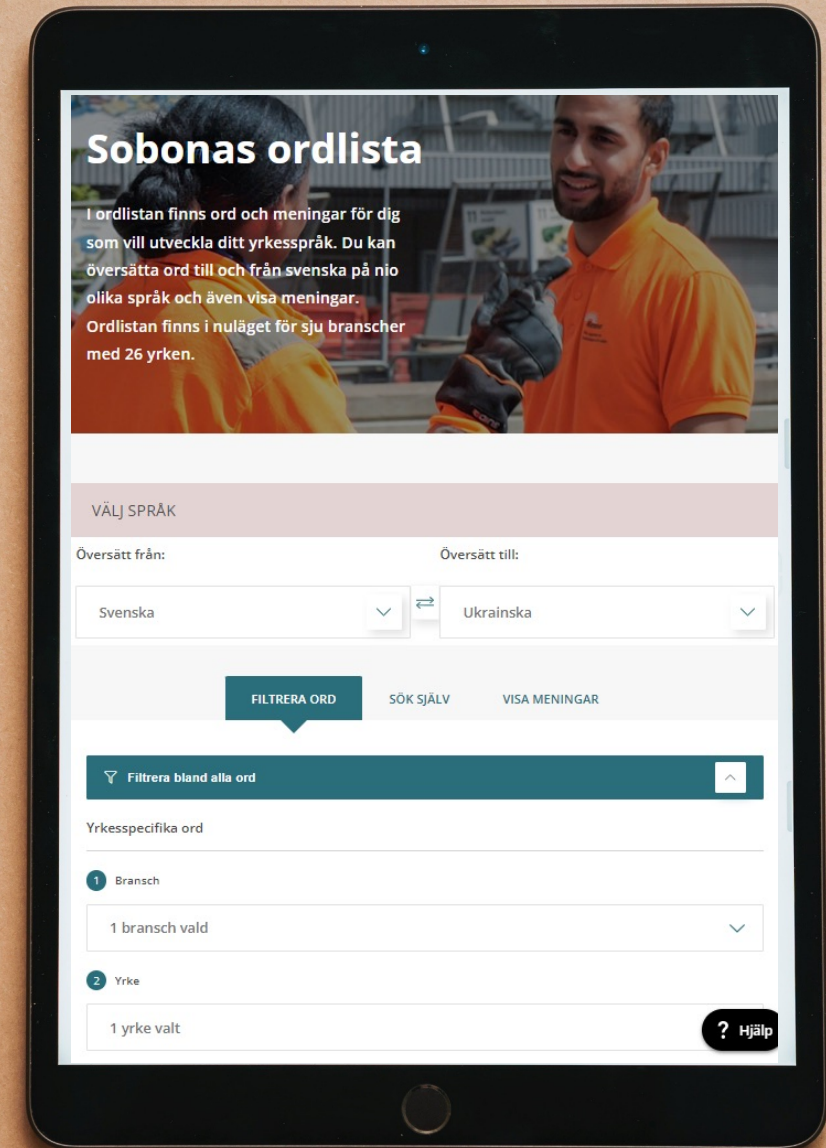 Sobonas ordlista
I ordlistan finns ord och meningar för dig
som vill utveckla ditt yrkesspråk. Du kan
översätta ord till och från svenska på nio
olika språk och även visa meningar.
Ordlistan finns i nuläget för sju branscher
med 26 yrken.
VÄLJ SPRÅK
Översätt från:
Översätt till:
Svenska
Ukrainska
FILTRERA ORD
SÖK SJÄLV
VISA MENINGAR
Filtrera bland alla ord
Yrkesspecifika ord
1 Bransch
1 bransch vald
2 Yrke
1 yrke valt
? Hjälp